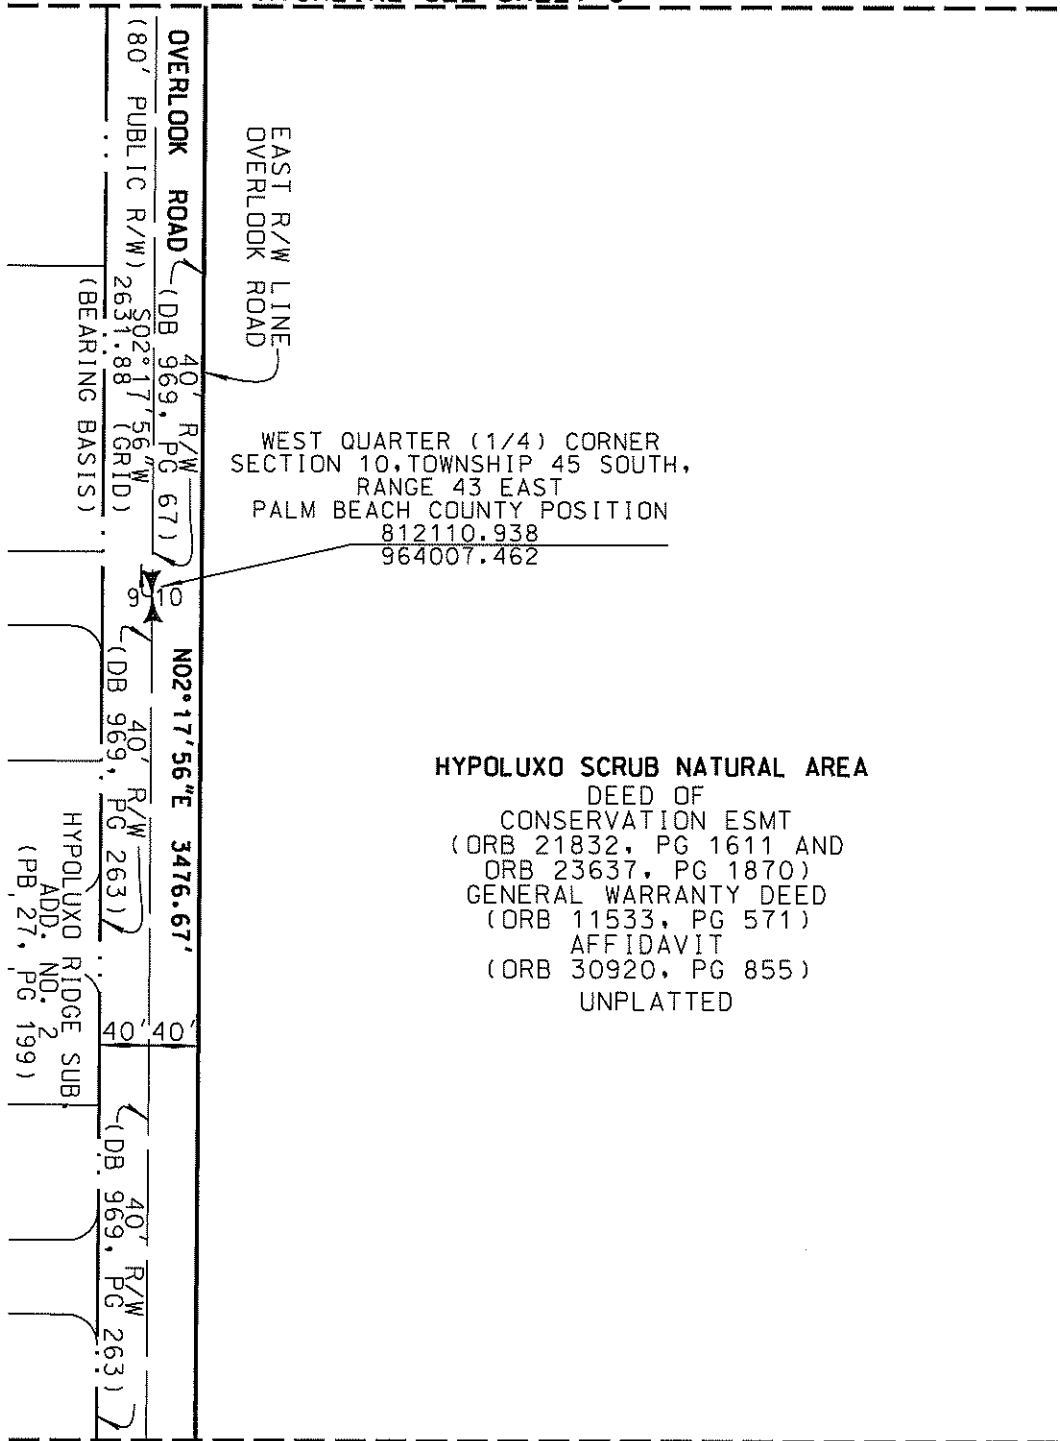 OVERLOOK ROAD
(80' PUBLIC R/W)
40' R/W
(DB 969, PG 67)
S02°17'56"W
2631.88' (GRID)
(BEARING BASIS)
EAST R/W LINE
OVERLOOK ROAD
WEST QUARTER (1/4) CORNER
SECTION 10, TOWNSHIP 45 SOUTH,
RANGE 43 EAST
PALM BEACH COUNTY POSITION
812110.938
964007.462
9 10
N02°17'56"E 3476.67'
40' R/W
(DB 969, PG 263)
HYPOLUXO RIDGE SUB
ADD. NO. 2
(PB 27, PG 199)
40' 40'
40' R/W
(DB 969, PG 263)
HYPOLUXO SCRUB NATURAL AREA
DEED OF
CONSERVATION ESMT
(ORB 21832, PG 1611 AND
ORB 23637, PG 1870)
GENERAL WARRANTY DEED
(ORB 11533, PG 571)
AFFIDAVIT
(ORB 30920, PG 855)
UNPLATTED